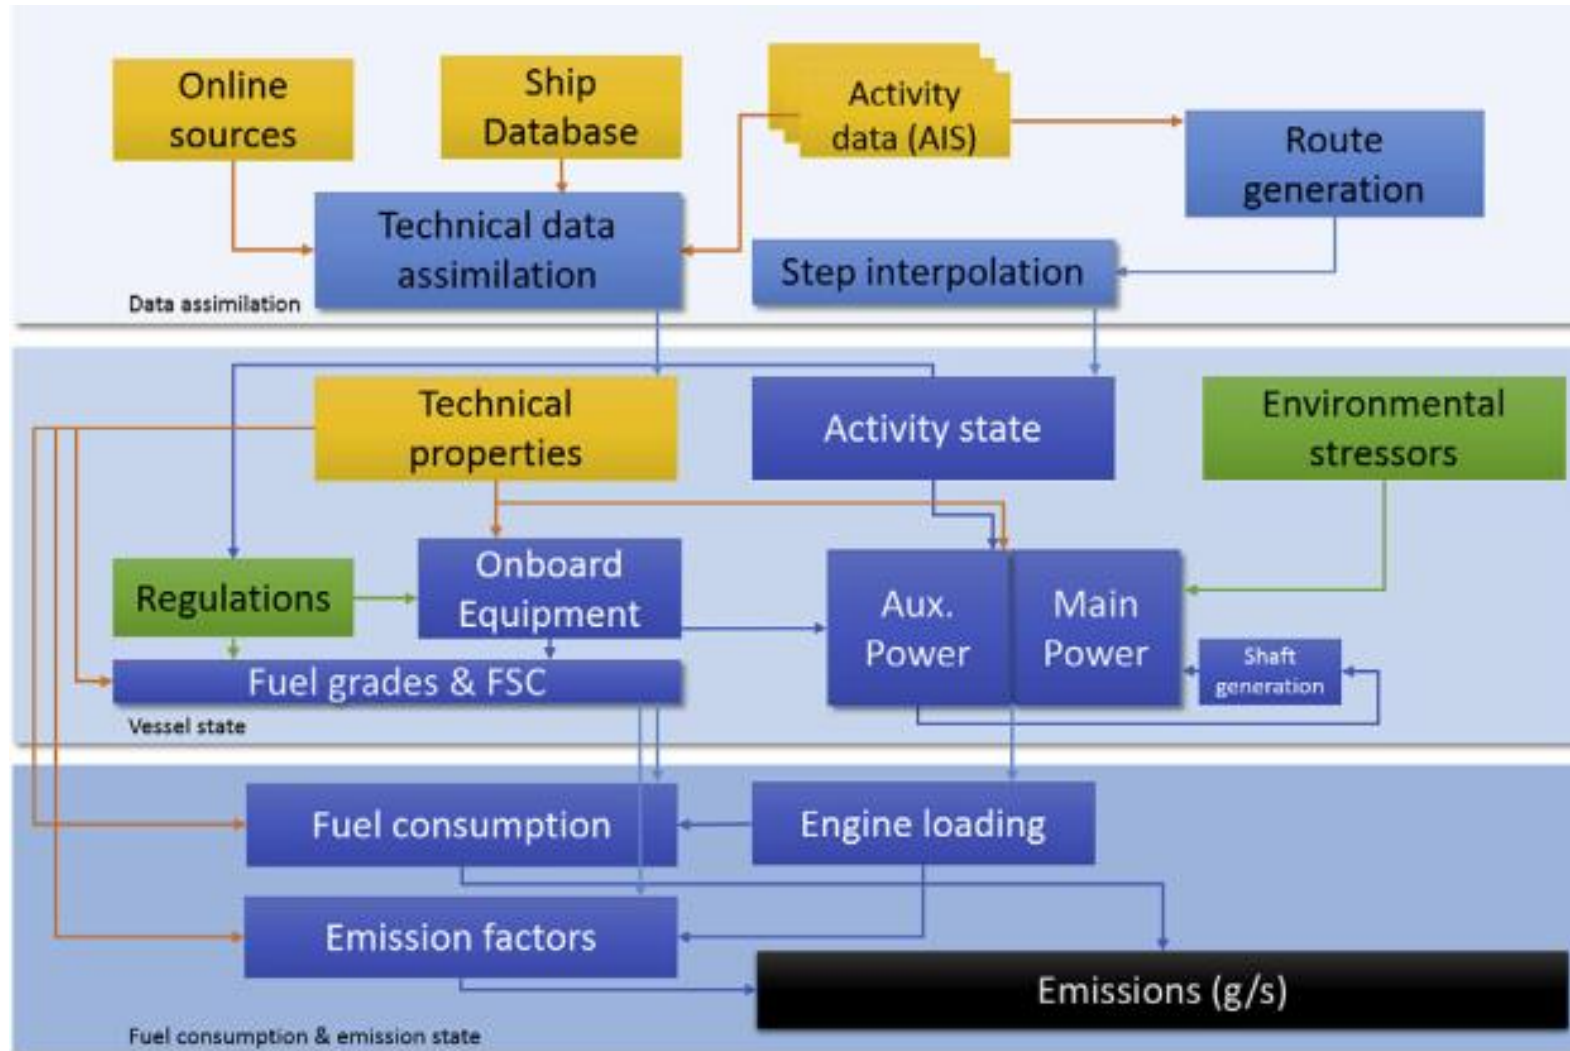 Online
sources
Ship
Database
Activity
data (AIS)
Route
generation
Technical data
assimilation
Step interpolation
Data assimilation
Technical
properties
Activity state
Environmental
stressors
Regulations
Onboard
Equipment
Aux.
Power
Main
Power
Shaft
generation
Fuel grades & FSC
Vessel state
Fuel consumption
Engine loading
Emission factors
Emissions (g/s)
Fuel consumption & emission state